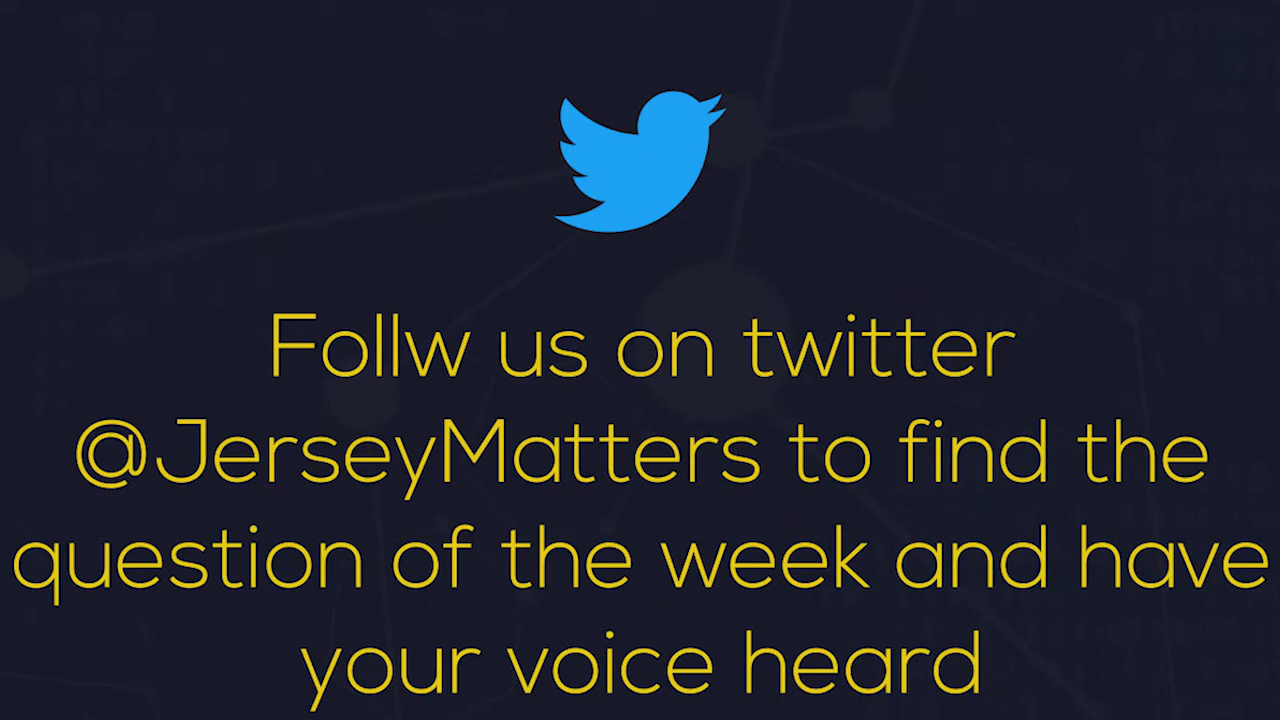 Follw us on twitter
@JerseyMatters to find the
question of the week and have
your voice heard